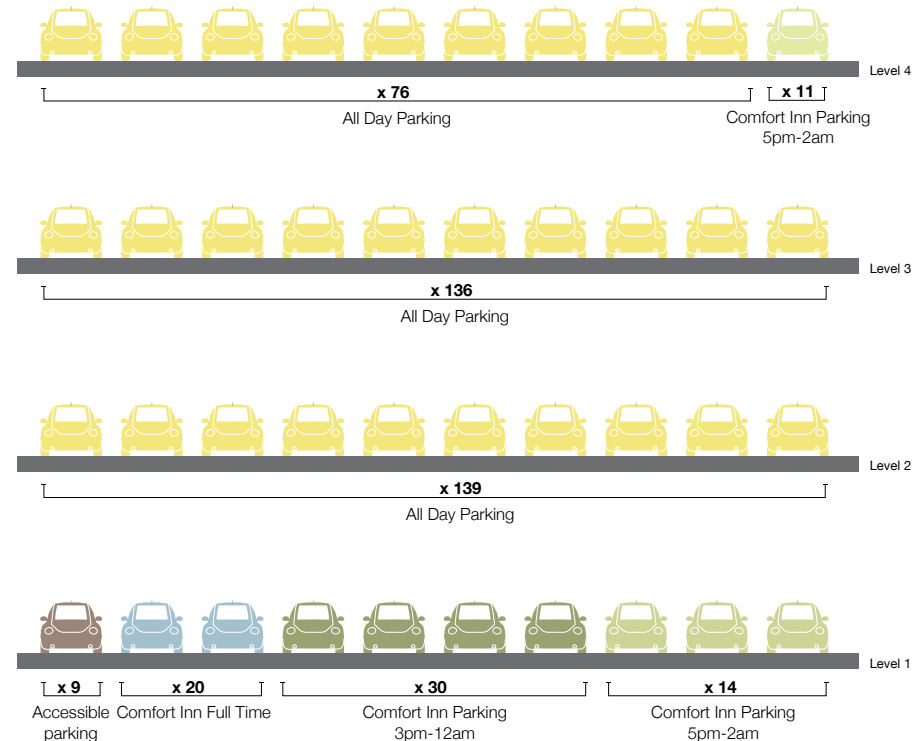 Level 4
x 76
x 11
All Day Parking
Comfort Inn Parking
5pm-2am
Level 3
x 136
All Day Parking
Level 2
x 139
All Day Parking
Level 1
x 9
x 20
x 30
x 14
Accessible
parking
Comfort Inn Full Time
Comfort Inn Parking
3pm-12am
Comfort Inn Parking
5pm-2am